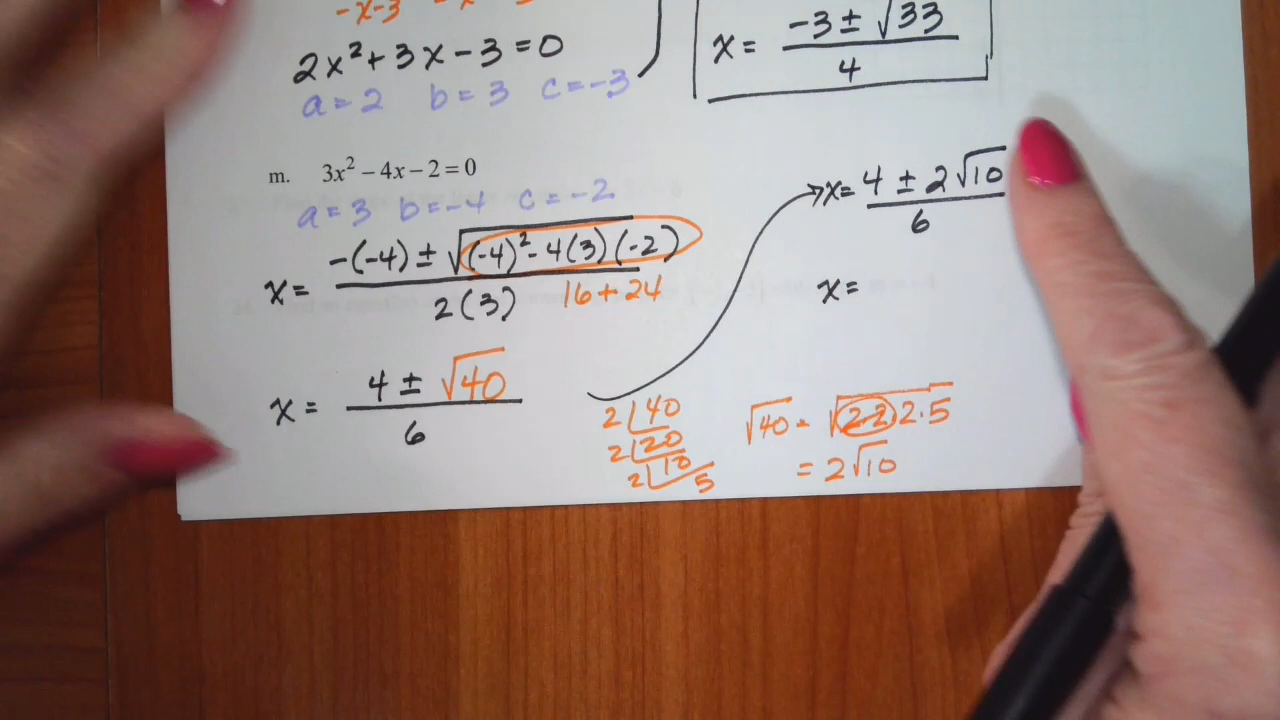 -x-3
2x²+3x-3=0
a=2 b=3 c=-3
x= -3±√33
4
m. 3x² – 4x – 2 = 0
a=3 b=-4 c=-2
x= -(-4)±√(-4)²-4(3)(-2)
2(3) 16+24
x= 4±√40
6
2 40
2 20
2 10
5
√40 = √2·2·2·5
= 2√10
x= 4±2√10
6
x=